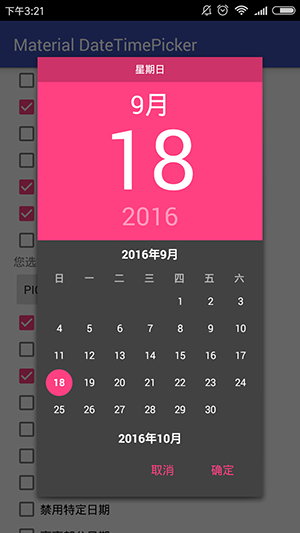 下午3:21
Material DateTimePicker
星期日
9月
18
2016
您选
PIC
2016年9月
日 一 二 三 四 五 六
1 2 3
4 5 6 7 8 9 10
11 12 13 14 15 16 17
18 19 20 21 22 23 24
25 26 27 28 29 30
2016年10月
取消 确定
禁用特定日期